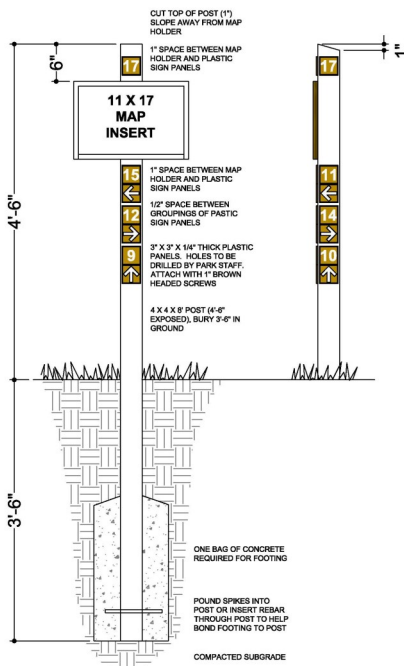 CUT TOP OF POST (1")
SLOPE AWAY FROM MAP
HOLDER
1" SPACE BETWEEN MAP
HOLDER AND PLASTIC
SIGN PANELS
6"
1"
17
17
11 X 17
MAP
INSERT
4'-6"
15
11
1" SPACE BETWEEN MAP
HOLDER AND PLASTIC
SIGN PANELS
12
14
1/2" SPACE BETWEEN
GROUPINGS OF PASTIC
SIGN PANELS
9
10
3" X 3" X 1/4" THICK PLASTIC
PANELS. HOLES TO BE
DRILLED BY PARK STAFF.
ATTACH WITH 1" BROWN
HEADED SCREWS
4 X 4 X 8' POST (4'-6"
EXPOSED), BURY 3'-6" IN
GROUND
3'-6"
ONE BAG OF CONCRETE
REQUIRED FOR FOOTING
POUND SPIKES INTO
POST OR INSERT REBAR
THROUGH POST TO HELP
BOND FOOTING TO POST
COMPACTED SUBGRADE